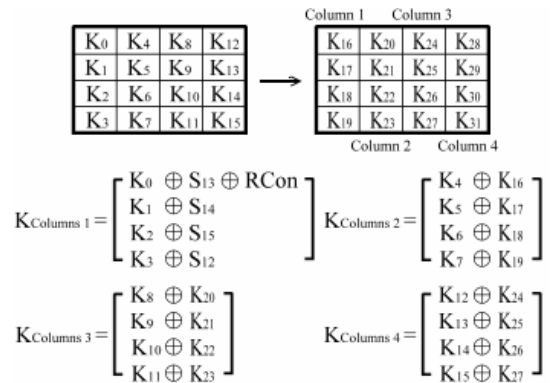 Column 1 Column 3
K0 K4 K8 K12 K16 K20 K24 K28
K1 K5 K9 K13 K17 K21 K25 K29
K2 K6 K10 K14 K18 K22 K26 K30
K3 K7 K11 K15 K19 K23 K27 K31
Column 2 Column 4
KColumns 1 =
K0 ⊕ S13 ⊕ RCon
K1 ⊕ S14
K2 ⊕ S15
K3 ⊕ S12
KColumns 2 =
K4 ⊕ K16
K5 ⊕ K17
K6 ⊕ K18
K7 ⊕ K19
KColumns 3 =
K8 ⊕ K20
K9 ⊕ K21
K10 ⊕ K22
K11 ⊕ K23
KColumns 4 =
K12 ⊕ K24
K13 ⊕ K25
K14 ⊕ K26
K15 ⊕ K27